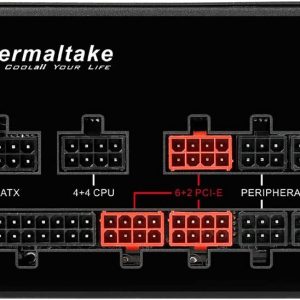 ermaltake
COOLall YOUR LIFE
ATX
4+4 CPU
6+2 PCI-E
PERIPHERA